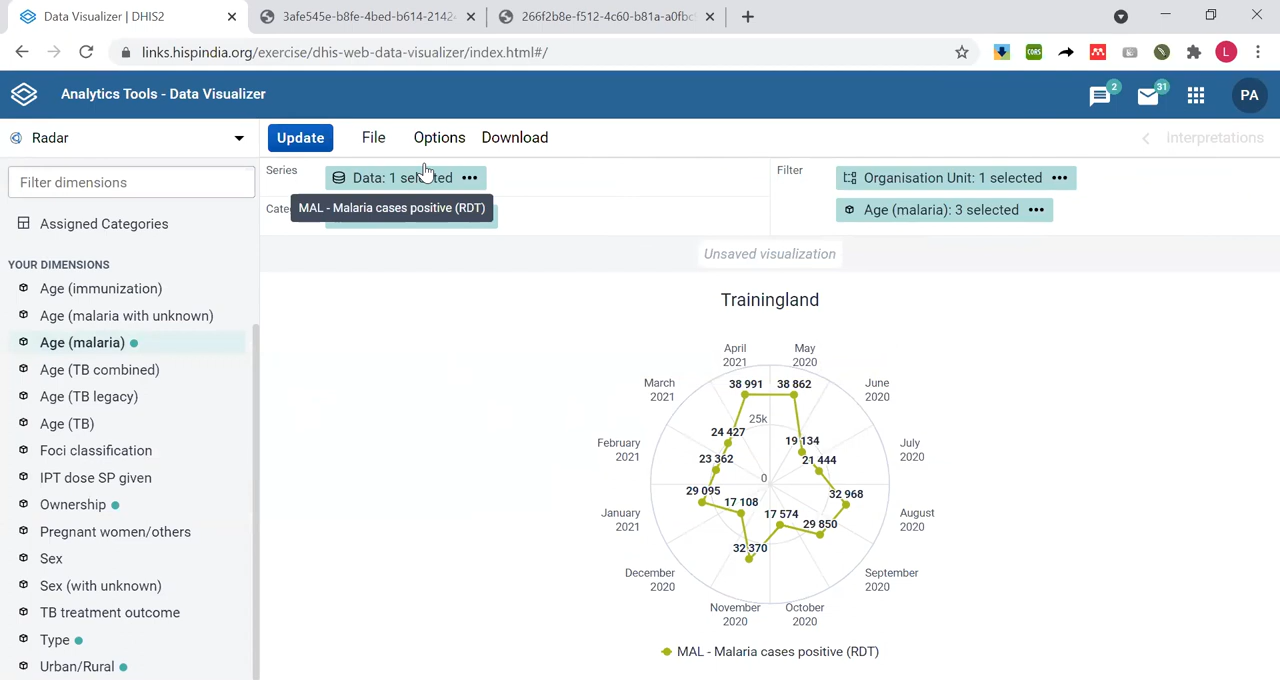 Data Visualizer | DHIS2
3afe545e-b8fe-4bed-b614-2142
266f2b8e-f512-4c60-b81a-a0fbc
links.hispindia.org/exercise/dhis-web-data-visualizer/index.html#/
CORS
L
Analytics Tools - Data Visualizer
2
31
PA
Radar
Update
File
Options
Download
Interpretations
Filter dimensions
Series
Data: 1 selected
Filter
Organisation Unit: 1 selected
MAL - Malaria cases positive (RDT)
Age (malaria): 3 selected
Assigned Categories
YOUR DIMENSIONS
Age (immunization)
Age (malaria with unknown)
Age (malaria)
Age (TB combined)
Age (TB legacy)
Age (TB)
Foci classification
IPT dose SP given
Ownership
Pregnant women/others
Sex
Sex (with unknown)
TB treatment outcome
Type
Urban/Rural
Unsaved visualization
Trainingland
April
2021
May
2020
March
2021
38 991
38 862
June
2020
25k
24 427
19 134
February
2021
23 362
21 444
July
2020
0
29 095
17 108
32 968
January
2021
17 574
29 850
August
2020
32 370
December
2020
September
2020
November
2020
October
2020
MAL - Malaria cases positive (RDT)